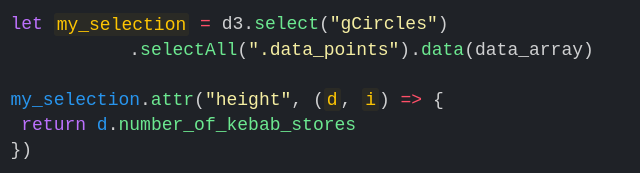 let my_selection = d3.select("gCircles")
.selectAll(".data_points").data(data_array)
my_selection.attr("height", (d, i) => {
return d.number_of_kebab_stores
})